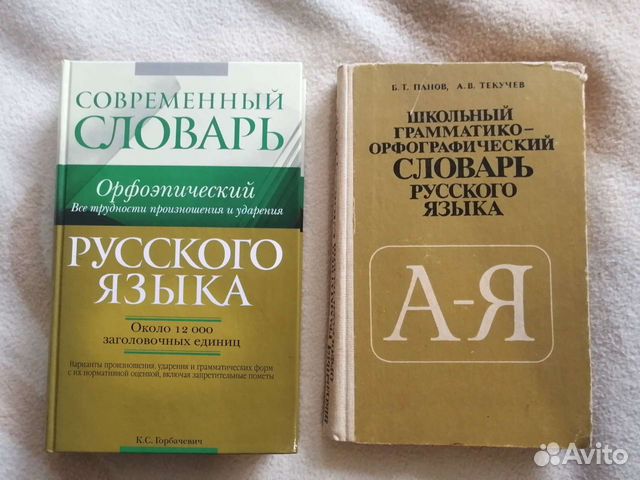 СОВРЕМЕННЫЙ
СЛОВАРЬ
Орфоэпический
Все трудности произношения и ударения
РУССКОГО
ЯЗЫКА
Около 12 000
заголовочных единиц
Варианты произношения, ударения и грамматических форм
с их нормативной оценкой, включая запретительные пометы
К.С. Горбачевич
Б. Т. ПАНОВ, А. В. ТЕКУЧЕВ
ШКОЛЬНЫЙ
ГРАММАТИКО-
ОРФОГРАФИЧЕСКИЙ
СЛОВАРЬ
РУССКОГО
ЯЗЫКА
А-Я
Avito